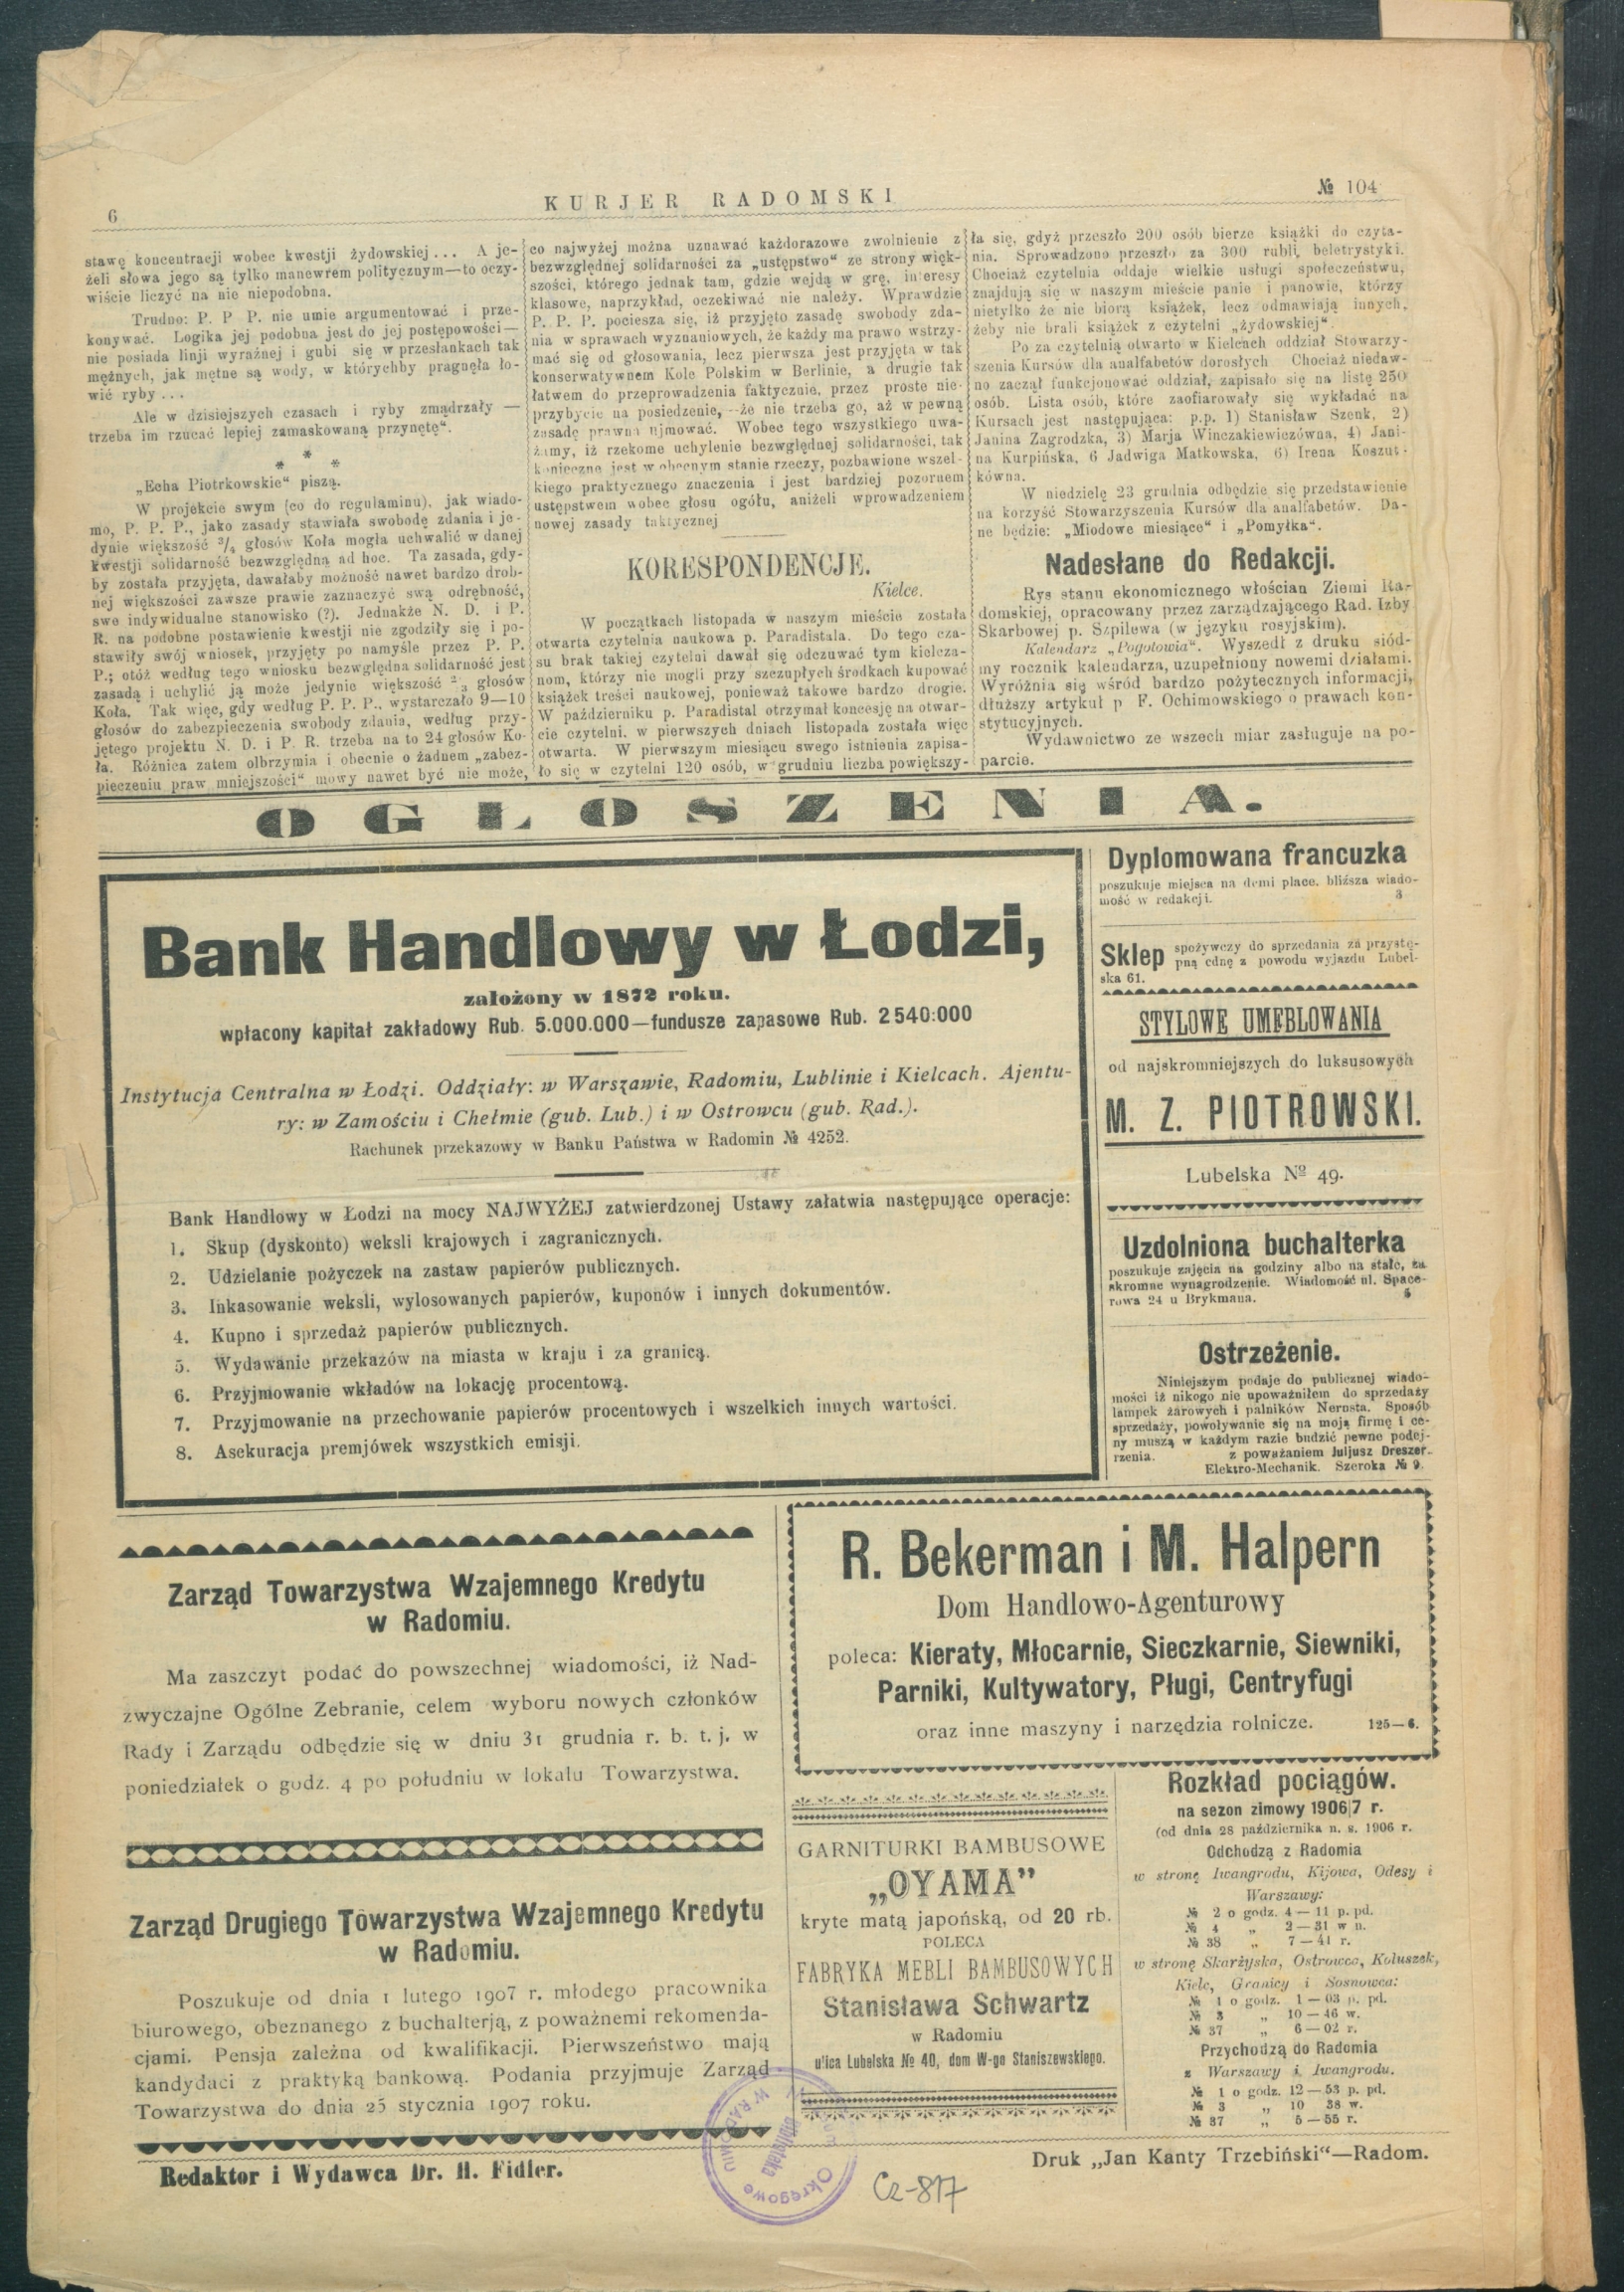 6
KURJER RADOMSKI
№ 104
stawę koncentracji wobec kwestji żydowskiej... A je-
żeli słowa jego są tylko manewrem politycznym—to oczy-
wiście liczyć na nie niepodobna.
Trudno: P. P P. nie umie argumentować i prze-
konywać. Logika jej podobna jest do jej postępowości—
nie posiada linji wyraźnej i gubi się w przesłankach tak
mężnych, jak mętne są wody, w którychby pragnęła ło-
wić ryby...
Ale w dzisiejszych czasach i ryby zmądrzały —
trzeba im rzucać lepiej zamaskowaną przynętę“.
* * *
„Echa Piotrkowskie“ piszą.
W projekcie swym (co do regulaminu), jak wiado-
mo, P. P. P., jako zasady stawiała swobodę zdania i je-
dynie większość 3/4 głosów Koła mogła uchwalić w danej
kwestji solidarność bezwzględną ad hoc. Ta zasada, gdy-
by została przyjęta, dawałaby możność nawet bardzo drob-
nej większości zawsze prawie zaznaczyć swą odrębność,
swe indywidualne stanowisko (?). Jednakże N. D. i P.
R. na podobne postawienie kwestji nie zgodziły się i po-
stawiły swój wniosek, przyjęty po namyśle przez P. P.
P.; otóż według tego wniosku bezwględna solidarność jest
zasadą i uchylić ją może jedynie większość 2/3 głosów
Koła. Tak więc, gdy według P. P. P., wystarczało 9—10
głosów do zabezpieczenia swobody zdania, według przy-
jętego projektu N. D. i P. R. trzeba na to 24 głosów Ko-
ła. Różnica zatem olbrzymia i obecnie o żadnem „zabez-
pieczeniu praw mniejszości“ mowy nawet być nie może,
co najwyżej można uznawać każdorazowe zwolnienie z
bezwzględnej solidarności za „ustępstwo“ ze strony więk-
szości, którego jednak tam, gdzie wejdą w grę, interesy
klasowe, naprzykład, oczekiwać nie należy. Wprawdzie
P. P. P. pociesza się, iż przyjęto zasadę swobody zda-
nia w sprawach wyznaniowych, że każdy ma prawo wstrzy-
mać się od głosowania, lecz pierwsza jest przyjęta w tak
konserwatywnem Kole Polskim w Berlinie, a drugie tak
łatwem do przeprowadzenia faktycznie, przez proste nie-
przybycie na posiedzenie,—że nie trzeba go, aż w pewną
zasadę prawną ujmować. Wobec tego wszystkiego uwa-
żamy, iż rzekome uchylenie bezwględnej solidarności, tak
konieczne jest w obecnym stanie rzeczy, pozbawione wszel-
kiego praktycznego znaczenia i jest bardziej pozornem
ustępstwem wobec głosu ogółu, aniżeli wprowadzeniem
nowej zasady taktycznej
KORESPONDENCJE.
Kielce.
W początkach listopada w naszym mieście została
otwarta czytelnia naukowa p. Paradistala. Do tego cza-
su brak takiej czytelni dawał się odczuwać tym kielcza-
nom, którzy nie mogli przy szczupłych środkach kupować
książek treści naukowej, ponieważ takowe bardzo drogie.
W październiku p. Paradistal otrzymał koncesję na otwar-
cie czytelni. w pierwszych dniach listopada została więc
otwarta. W pierwszym miesiącu swego istnienia zapisa-
ło się w czytelni 120 osób, w grudniu liczba powiększy-
ła się, gdyż przeszło 200 osób bierze książki do czyta-
nia. Sprowadzono przeszło za 300 rubli, beletrystyki.
Chociaż czytelnia oddaje wielkie usługi społeczeństwu,
znajdują się w naszym mieście panie i panowie, którzy
nietylko że nie biorą książek, lecz odmawiają innych,
żeby nie brali książek z czytelni „żydowskiej“.
Po za czytelnią otwarto w Kielcach oddział Stowarzy-
szenia Kursów dla analfabetów dorosłych Chociaż niedaw-
no zaczął funkcjonować oddział, zapisało się na listę 250
osób. Lista osób, które zaofiarowały się wykładać na
Kursach jest następująca: p.p. 1) Stanisław Szenk, 2)
Janina Zagrodzka, 3) Marja Winczakiewiczówna, 4) Jani-
na Kurpińska, 6 Jadwiga Matkowska, 6) Irena Koszut-
kówna.
W niedzielę 23 grudnia odbędzie się przedstawienie
na korzyść Stowarzyszenia Kursów dla analfabetów. Da-
ne będzie: „Miodowe miesiące“ i „Pomyłka“.
Nadesłane do Redakcji.
Rys stanu ekonomicznego włościan Ziemi Ra-
domskiej, opracowany przez zarządzającego Rad. Izby
Skarbowej p. Szpilewa (w języku rosyjskim).
Kalendarz „Pogotowia“. Wyszedł z druku siód-
my rocznik kalendarza, uzupełniony nowemi działami.
Wyróżnia się wśród bardzo pożytecznych informacji,
dłuższy artykuł p F. Ochimowskiego o prawach kon-
stytucyjnych.
Wydawnictwo ze wszech miar zasługuje na po-
parcie.
OGŁOSZENIA.
Bank Handlowy w Łodzi,
założony w 1872 roku.
wpłacony kapitał zakładowy Rub. 5.000.000—fundusze zapasowe Rub. 2540:000
Instytucja Centralna w Łodzi. Oddziały: w Warszawie, Radomiu, Lublinie i Kielcach. Ajentu-
ry: w Zamościu i Chełmie (gub. Lub.) i w Ostrowcu (gub. Rad.).
Rachunek przekazowy w Banku Państwa w Radomin № 4252.
Bank Handlowy w Łodzi na mocy NAJWYŻEJ zatwierdzonej Ustawy załatwia następujące operacje:
1. Skup (dyskonto) weksli krajowych i zagranicznych.
2. Udzielanie pożyczek na zastaw papierów publicznych.
3. Inkasowanie weksli, wylosowanych papierów, kuponów i innych dokumentów.
4. Kupno i sprzedaż papierów publicznych.
5. Wydawanie przekazów na miasta w kraju i za granicą.
6. Przyjmowanie wkładów na lokację procentową.
7. Przyjmowanie na przechowanie papierów procentowych i wszelkich innych wartości.
8. Asekuracja premjówek wszystkich emisji.
Dyplomowana francuzka
poszukuje miejsca na demi place. bliższa wiado-
mość w redakcji. 3
Sklep spożywczy do sprzedania za przystę-
pną cdnę z powodu wyjazdu Lubel-
ska 61.
STYLOWE UMEBLOWANIA
od najskromniejszych do luksusowych
M. Z. PIOTROWSKI.
Lubelska Nº 49.
Uzdolniona buchalterka
poszukuje zajęcia na godziny albo na stałe, za
skromne wynagrodzenie. Wiadomość ul. Space-
rowa 24 u Brykmana.
Ostrzeżenie.
Niniejszym podaje do publicznej wiado-
mości iż nikogo nie upoważniłem do sprzedaży
lampek żarowych i palników Nernsta. Sposób
sprzedaży, powoływanie się na moją firmę i ce-
ny muszą w każdym razie budzić pewne podej-
rzenia. z poważaniem Juljusz Dreszer.
Elektro-Mechanik. Szeroka № 9.
Zarząd Towarzystwa Wzajemnego Kredytu
w Radomiu.
Ma zaszczyt podać do powszechnej wiadomości, iż Nad-
zwyczajne Ogólne Zebranie, celem wyboru nowych członków
Rady i Zarządu odbędzie się w dniu 31 grudnia r. b. t. j. w
poniedziałek o godz. 4 po południu w lokalu Towarzystwa.
Zarząd Drugiego Towarzystwa Wzajemnego Kredytu
w Radomiu.
Poszukuje od dnia 1 lutego 1907 r. młodego pracownika
biurowego, obeznanego z buchalterją, z poważnemi rekomenda-
cjami. Pensja zależna od kwalifikacji. Pierwszeństwo mają
kandydaci z praktyką bankową. Podania przyjmuje Zarząd
Towarzystwa do dnia 25 stycznia 1907 roku.
R. Bekerman i M. Halpern
Dom Handlowo-Agenturowy
poleca: Kieraty, Młocarnie, Sieczkarnie, Siewniki,
Parniki, Kultywatory, Pługi, Centryfugi
oraz inne maszyny i narzędzia rolnicze. 125—6.
GARNITURKI BAMBUSOWE
„OYAMA”
kryte matą japońską, od 20 rb.
POLECA
FABRYKA MEBLI BAMBUSOWYCH
Stanisława Schwartz
w Radomiu
ulica Lubelska № 40, dom W-go Staniszewskiego.
Rozkład pociągów.
na sezon zimowy 1906/7 r.
(od dnia 28 października n. s. 1906 r.
Odchodzą z Radomia
w stronę Iwangrodu, Kijowa, Odesy i
Warszawy:
№ 2 o godz. 4—11 p. pd.
№ 4 „ 2—31 w n.
№ 38 „ 7—41 r.
w stronę Skarżyska, Ostrowca, Koluszek,
Kielc, Granicy i Sosnowca:
№ 1 o godz. 1—03 p. pd.
№ 3 „ 10—46 w.
№ 37 „ 6—02 r.
Przychodzą do Radomia
z Warszawy i Iwangrodu.
№ 1 o godz. 12—53 p. pd.
№ 3 „ 10 38 w.
№ 37 „ 5—55 r.
Redaktor i Wydawca Dr. H. Fidler.
Druk „Jan Kanty Trzebiński“—Radom.
Biblioteka
Okręgowe
W RADOMIU
Cz-817